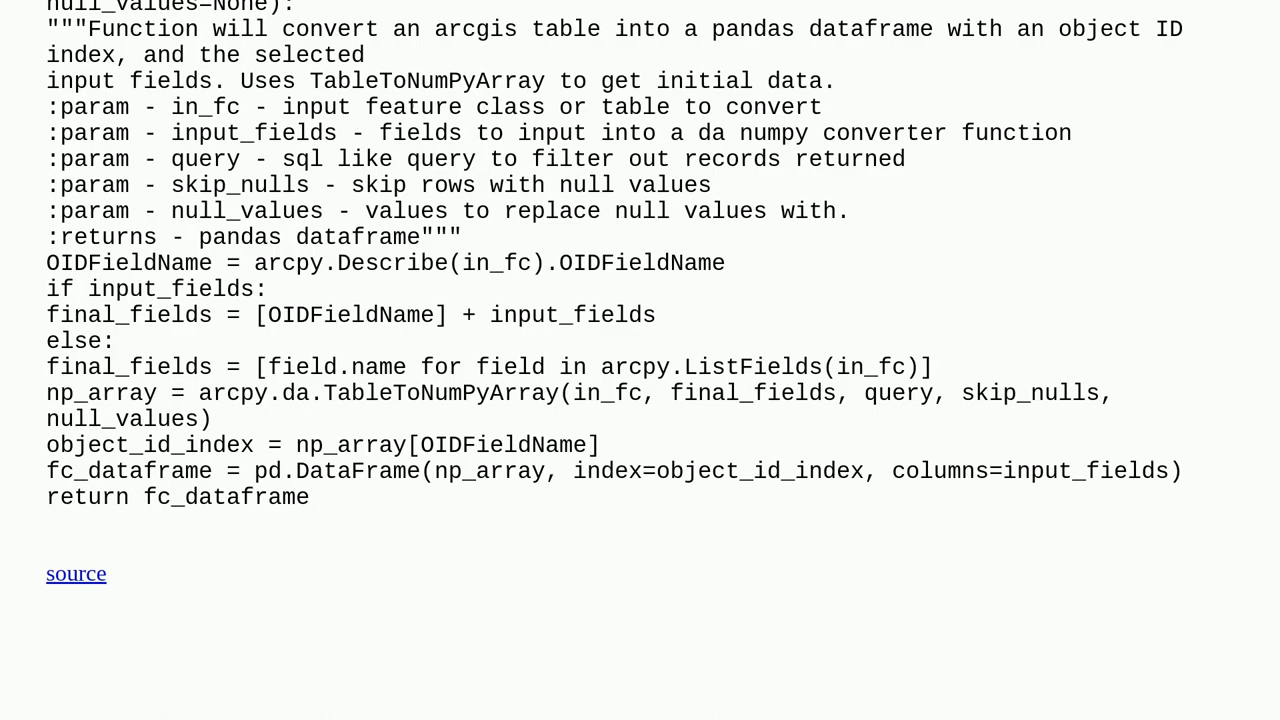 null_values=None):
"""Function will convert an arcgis table into a pandas dataframe with an object ID
index, and the selected
input fields. Uses TableToNumPyArray to get initial data.
:param - in_fc - input feature class or table to convert
:param - input_fields - fields to input into a da numpy converter function
:param - query - sql like query to filter out records returned
:param - skip_nulls - skip rows with null values
:param - null_values - values to replace null values with.
:returns - pandas dataframe"""
OIDFieldName = arcpy.Describe(in_fc).OIDFieldName
if input_fields:
final_fields = [OIDFieldName] + input_fields
else:
final_fields = [field.name for field in arcpy.ListFields(in_fc)]
np_array = arcpy.da.TableToNumPyArray(in_fc, final_fields, query, skip_nulls,
null_values)
object_id_index = np_array[OIDFieldName]
fc_dataframe = pd.DataFrame(np_array, index=object_id_index, columns=input_fields)
return fc_dataframe
source